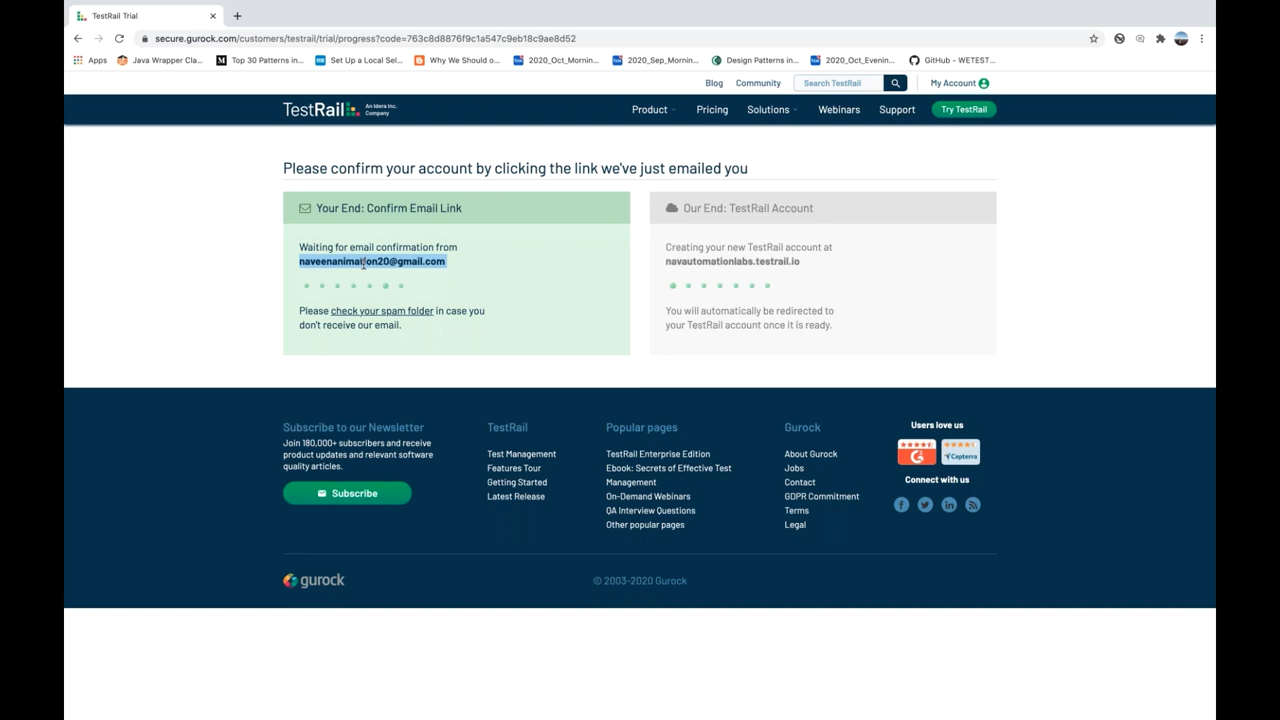 TestRail Trial
secure.gurock.com/customers/testrail/trial/progress?code=763c8d8876f9c1a547c9eb18c9ae8d52
Apps Java Wrapper Cla... Top 30 Patterns in... Set Up a Local Sel... Why We Should o... 2020_Oct_Mornin... 2020_Sep_Mornin... Design Patterns in... 2020_Oct_Evenin... GitHub - WETEST...
Blog Community Search TestRail My Account
TestRail An Idera Inc. Company
Product Pricing Solutions Webinars Support Try TestRail
Please confirm your account by clicking the link we've just emailed you
Your End: Confirm Email Link
Waiting for email confirmation from
naveenanimation20@gmail.com
Please check your spam folder in case you
don't receive our email.
Our End: TestRail Account
Creating your new TestRail account at
navautomationlabs.testrail.io
You will automatically be redirected to
your TestRail account once it is ready.
Subscribe to our Newsletter
Join 180,000+ subscribers and receive
product updates and relevant software
quality articles.
Subscribe
TestRail
Test Management
Features Tour
Getting Started
Latest Release
Popular pages
TestRail Enterprise Edition
Ebook: Secrets of Effective Test
Management
On-Demand Webinars
QA Interview Questions
Other popular pages
Gurock
About Gurock
Jobs
Contact
GDPR Commitment
Terms
Legal
Users love us
Capterra
Connect with us
gurock
© 2003-2020 Gurock